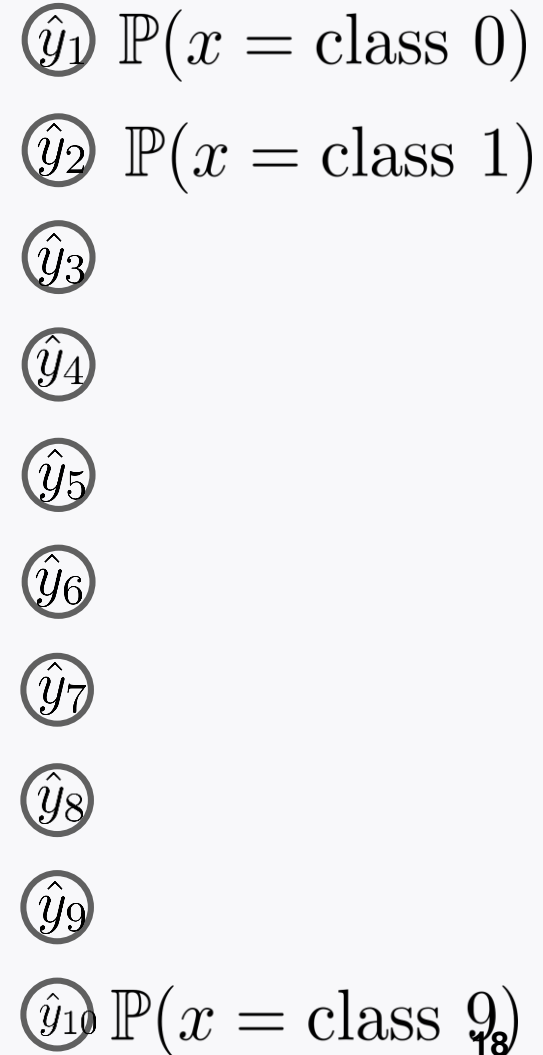 ŷ₁ ℙ(x = class 0)
ŷ₂ ℙ(x = class 1)
ŷ₃
ŷ₄
ŷ₅
ŷ₆
ŷ₇
ŷ₈
ŷ₉
ŷ₁₀ ℙ(x = class 9)
18